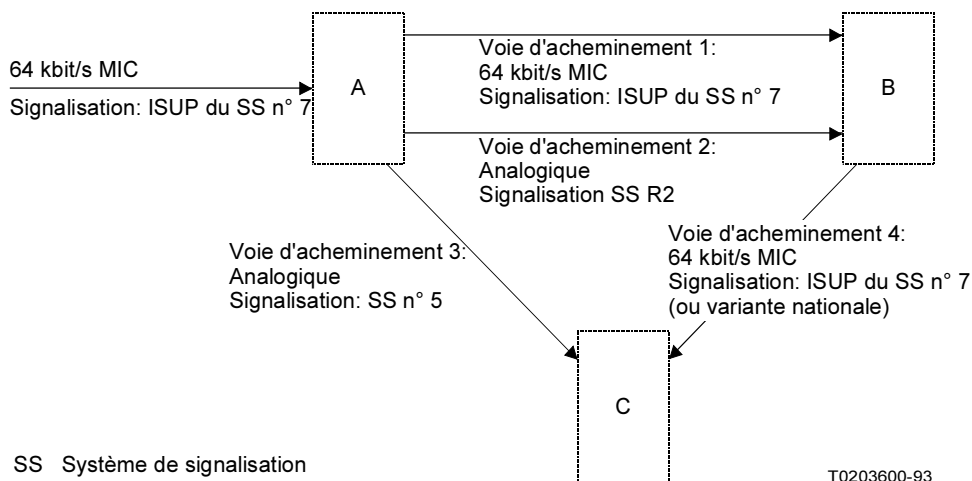 64 kbit/s MIC
Signalisation: ISUP du SS n° 7
A
Voie d'acheminement 1:
64 kbit/s MIC
Signalisation: ISUP du SS n° 7
B
Voie d'acheminement 2:
Analogique
Signalisation SS R2
Voie d'acheminement 3:
Analogique
Signalisation: SS n° 5
Voie d'acheminement 4:
64 kbit/s MIC
Signalisation: ISUP du SS n° 7
(ou variante nationale)
C
SS Système de signalisation
T0203600-93